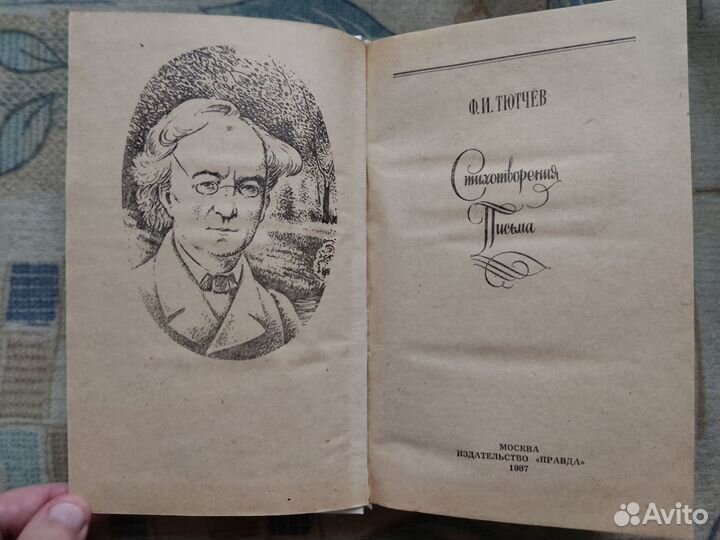 Ф.И.ТЮТЧЕВ
Стихотворения
Письма
МОСКВА
ИЗДАТЕЛЬСТВО «ПРАВДА»
1987
Avito